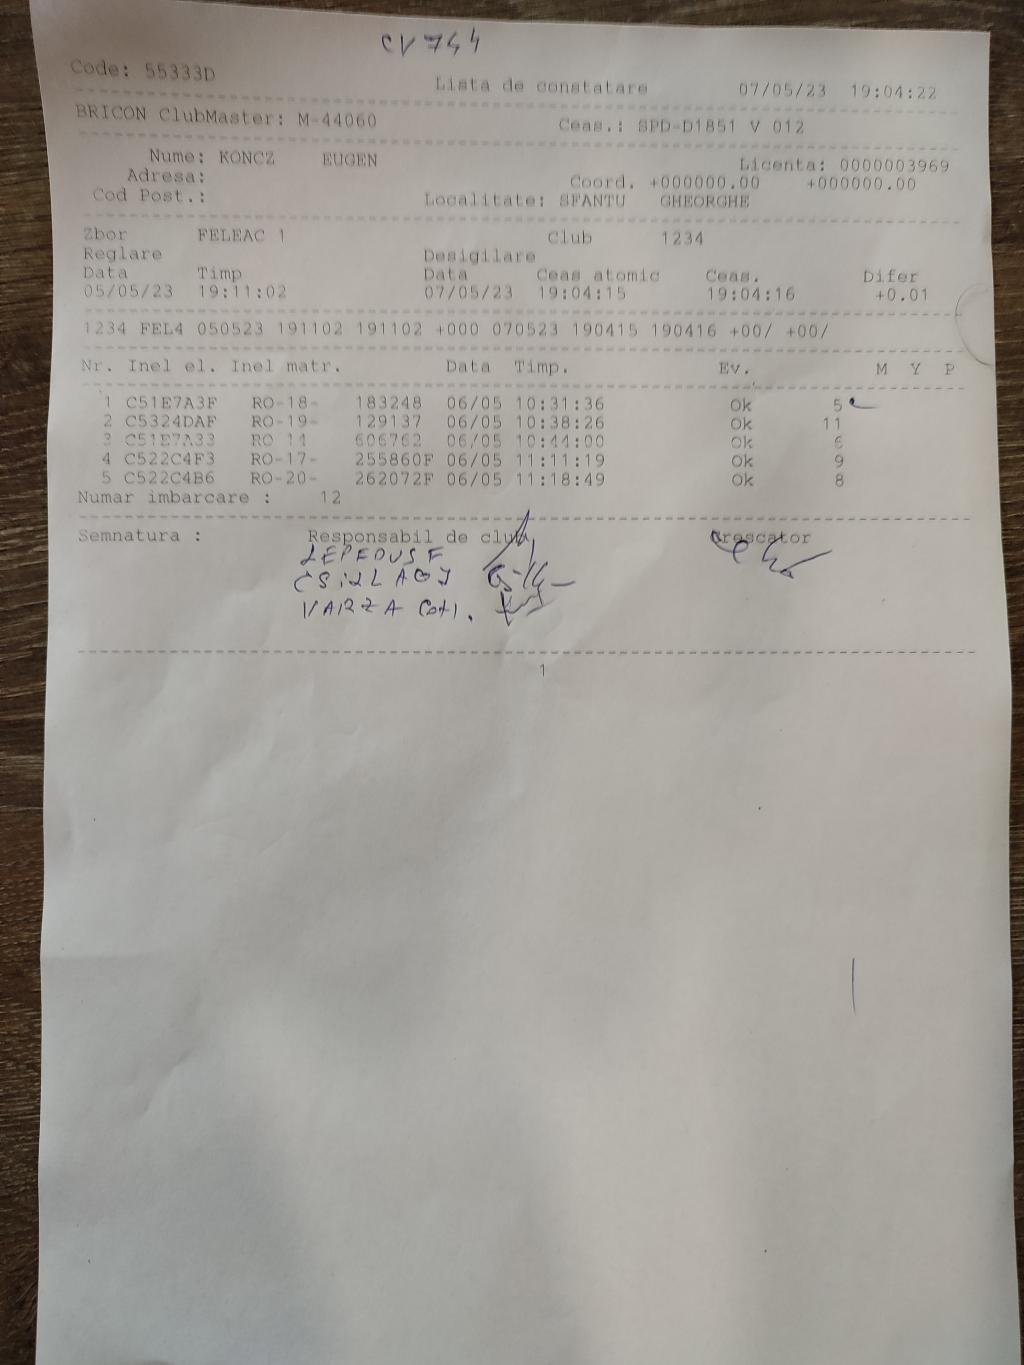 CV 744
Code: 55333D
Lista de constatare 07/05/23 19:04:22
BRICON ClubMaster: M-44060 Ceas.: SPD-D1851 V 012
Nume: KONCZ EUGEN Licenta: 0000003969
Adresa: Coord. +000000.00 +000000.00
Cod Post.: Localitate: SFANTU GHEORGHE
Zbor FELEAC 1 Club 1234
Reglare Desigilare
Data Timp Data Ceas atomic Ceas. Difer
05/05/23 19:11:02 07/05/23 19:04:15 19:04:16 +0.01
1234 FEL4 050523 191102 191102 +000 070523 190415 190416 +00/ +00/
Nr. Inel el. Inel matr. Data Timp. Ev. M Y P
1 C51E7A3F RO-18- 183248 06/05 10:31:36 Ok 5
2 C5324DAF RO-19- 129137 06/05 10:38:26 Ok 11
3 C51E7A33 RO 14 606762 06/05 10:44:00 Ok 6
4 C522C4F3 RO-17- 255860F 06/05 11:11:19 Ok 9
5 C522C4B6 RO-20- 262072F 06/05 11:18:49 Ok 8
Numar imbarcare : 12
Semnatura : Responsabil de club Crescator
LEPEDUS F
CSILLAG I
VARZA
1